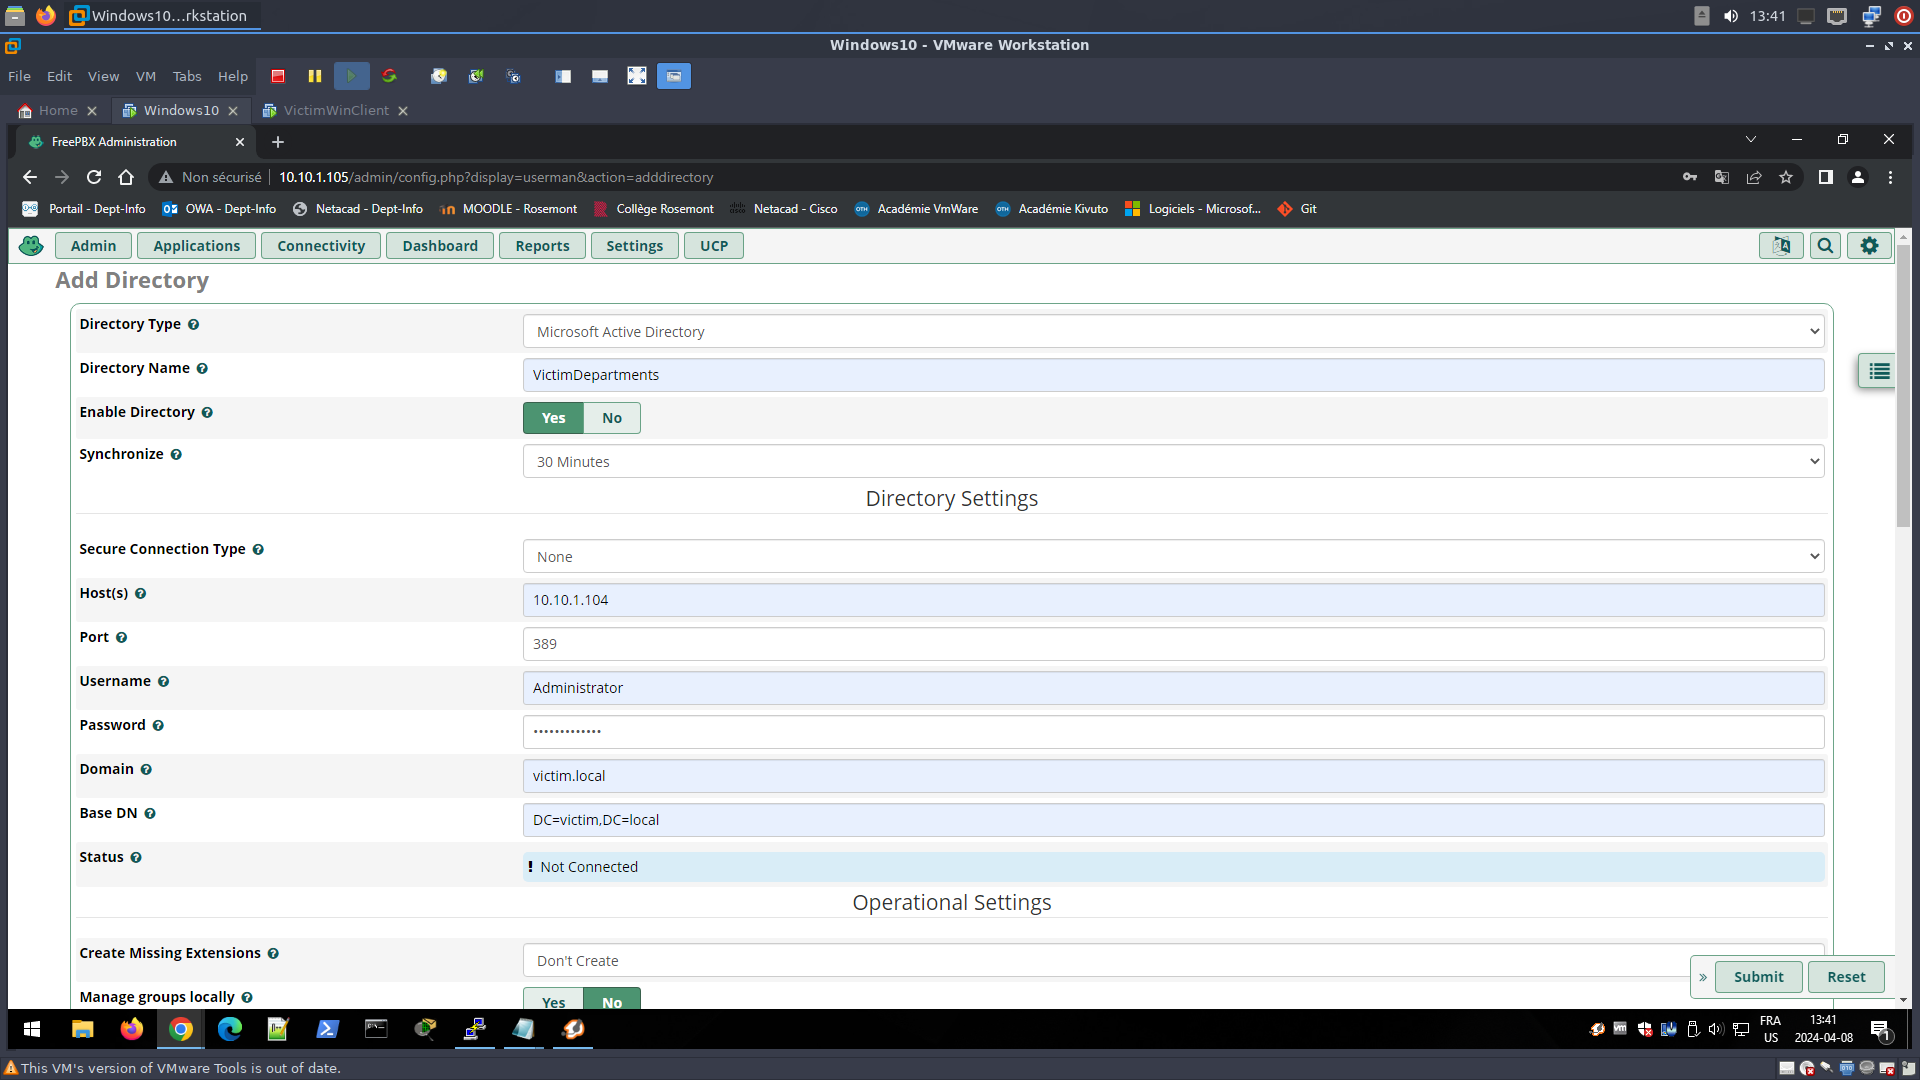 Windows10...rkstation
13:41
Windows10 - VMware Workstation
File Edit View VM Tabs Help
Home Windows10 VictimWinClient
FreePBX Administration
Non sécurisé 10.10.1.105/admin/config.php?display=userman&action=adddirectory
Portail - Dept-Info OWA - Dept-Info Netacad - Dept-Info MOODLE - Rosemont Collège Rosemont Netacad - Cisco Académie VmWare Académie Kivuto Logiciels - Microsof... Git
Admin Applications Connectivity Dashboard Reports Settings UCP
Add Directory
Directory Type Microsoft Active Directory
Directory Name VictimDepartments
Enable Directory Yes No
Synchronize 30 Minutes
Directory Settings
Secure Connection Type None
Host(s) 10.10.1.104
Port 389
Username Administrator
Password •••••••••••••
Domain victim.local
Base DN DC=victim,DC=local
Status ! Not Connected
Operational Settings
Create Missing Extensions Don't Create
Manage groups locally Yes No
» Submit Reset
FRA
US
13:41
2024-04-08
1
This VM's version of VMware Tools is out of date.